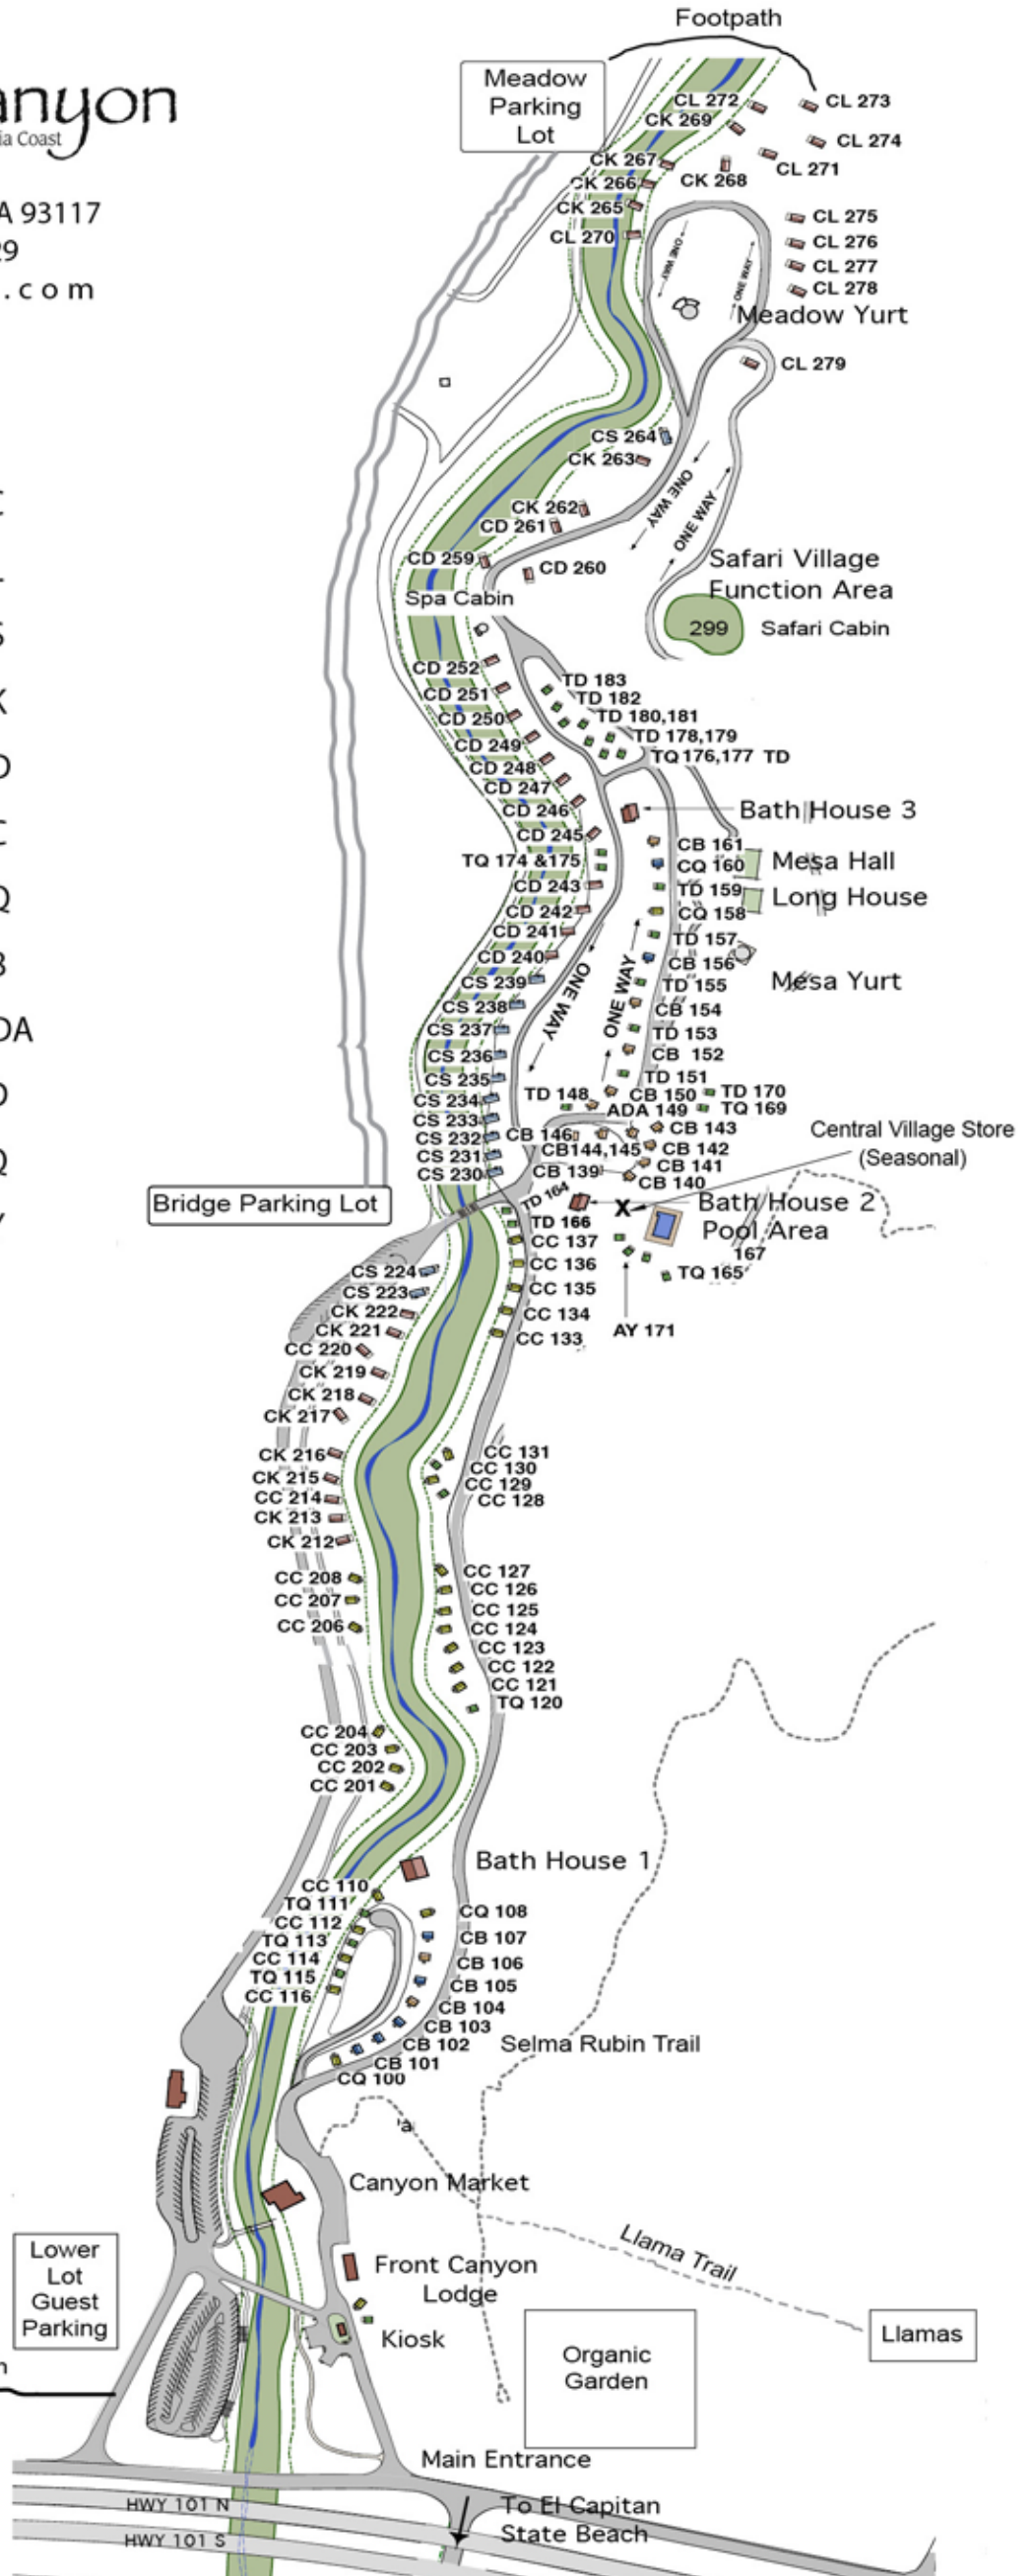 Footpath
anyon
ia Coast
A 93117
29
.com
Meadow
Parking
Lot
CL 272
CL 273
CK 269
CL 274
CK 267
CL 271
CK 266
CK 268
CK 265
CL 275
CL 270
CL 276
CL 277
CL 278
ONE WAY
ONE WAY
Meadow Yurt
CL 279
CS 264
CK 263
CK 262
CD 261
ONE WAY
ONE WAY
CD 259
CD 260
Spa Cabin
Safari Village
Function Area
299
Safari Cabin
CD 252
TD 183
CD 251
TD 182
CD 250
TD 180,181
CD 249
TD 178,179
CD 248
TQ 176,177 TD
CD 247
CD 246
Bath House 3
CD 245
CB 161
TQ 174 &175
CQ 160
Mesa Hall
CD 243
TD 159
Long House
CD 242
CQ 158
CD 241
TD 157
CD 240
CB 156
CS 239
TD 155
Mesa Yurt
ONE WAY
ONE WAY
CS 238
CB 154
CS 237
TD 153
CS 236
CB 152
CS 235
TD 151
CS 234
TD 148
CB 150
TD 170
CS 233
ADA 149
TQ 169
CS 232
CB 146
CB 143
CS 231
CB144,145
CB 142
CS 230
CB 139
CB 141
CB 140
Central Village Store
(Seasonal)
Bridge Parking Lot
TD 164
X
Bath House 2
Pool Area
TD 166
CC 137
167
CS 224
CC 136
TQ 165
CS 223
CC 135
CK 222
CC 134
CK 221
CC 133
AY 171
CC 220
CK 219
CK 218
CK 217
CK 216
CC 131
CK 215
CC 130
CC 214
CC 129
CK 213
CC 128
CK 212
CC 208
CC 127
CC 207
CC 126
CC 206
CC 125
CC 124
CC 123
CC 122
CC 121
TQ 120
CC 204
CC 203
CC 202
CC 201
Bath House 1
CC 110
TQ 111
CQ 108
CC 112
CB 107
TQ 113
CB 106
CC 114
CB 105
TQ 115
CB 104
CC 116
CB 103
CB 102
CB 101
CQ 100
Selma Rubin Trail
a
Canyon Market
Lower
Lot
Guest
Parking
Front Canyon
Lodge
Llama Trail
Kiosk
Llamas
Organic
Garden
Main Entrance
HWY 101 N
To El Capitan
State Beach
HWY 101 S